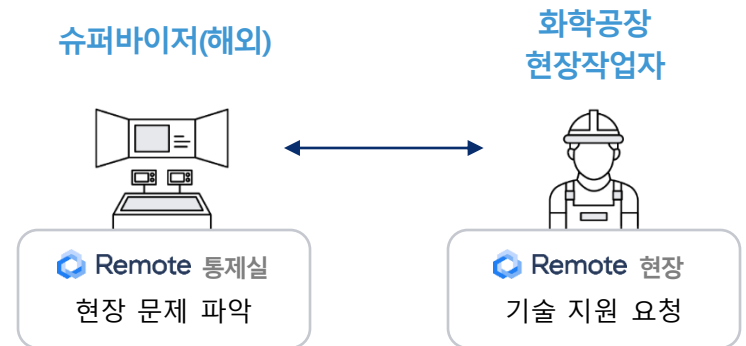 슈퍼바이저(해외)
화학공장
현장작업자
Remote 통제실
현장 문제 파악
Remote 현장
기술 지원 요청